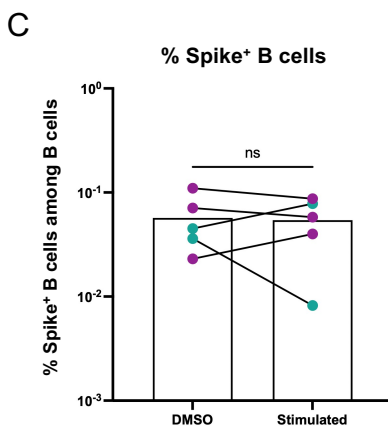 C
% Spike⁺ B cells
% Spike⁺ B cells among B cells
10⁰
10⁻¹
10⁻²
10⁻³
ns
DMSO Stimulated